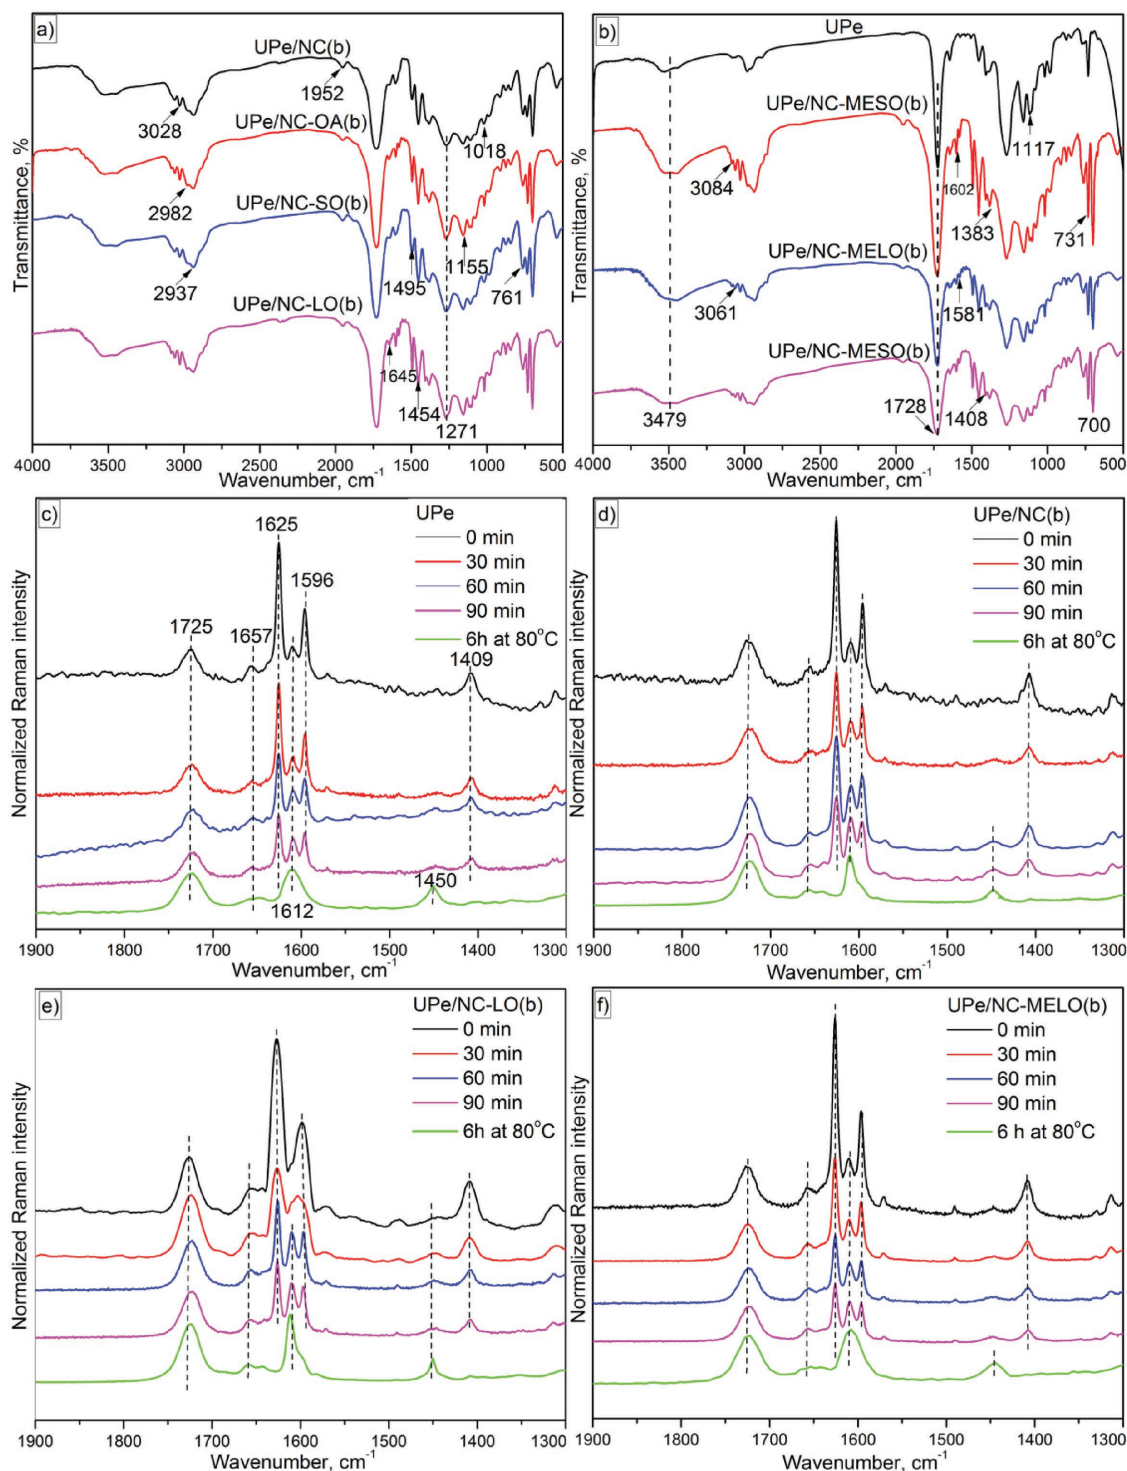 a)
UPe/NC(b)
1952
3028
UPe/NC-OA(b)
1018
2982
UPe/NC-SO(b)
2937
1495
1155
761
UPe/NC-LO(b)
1645
1454
1271
Transmittance, %
4000 3500 3000 2500 2000 1500 1000 500
Wavenumber, cm⁻¹
b)
UPe
UPe/NC-MESO(b)
1117
3084
1602
1383
731
UPe/NC-MELO(b)
3061
1581
UPe/NC-MESO(b)
3479
1728
1408
700
Transmittance, %
4000 3500 3000 2500 2000 1500 1000 500
Wavenumber, cm⁻¹
c)
UPe
0 min
30 min
60 min
90 min
6h at 80°C
1625
1596
1725
1657
1409
1450
1612
Normalized Raman intensity
1900 1800 1700 1600 1500 1400 1300
Wavenumber, cm⁻¹
d)
UPe/NC(b)
0 min
30 min
60 min
90 min
6h at 80°C
Normalized Raman intensity
1900 1800 1700 1600 1500 1400 1300
Wavenumber, cm⁻¹
e)
UPe/NC-LO(b)
0 min
30 min
60 min
90 min
6h at 80°C
Normalized Raman intensity
1900 1800 1700 1600 1500 1400 1300
Wavenumber, cm⁻¹
f)
UPe/NC-MELO(b)
0 min
30 min
60 min
90 min
6 h at 80°C
Normalized Raman intensity
1900 1800 1700 1600 1500 1400 1300
Wavenumber, cm⁻¹